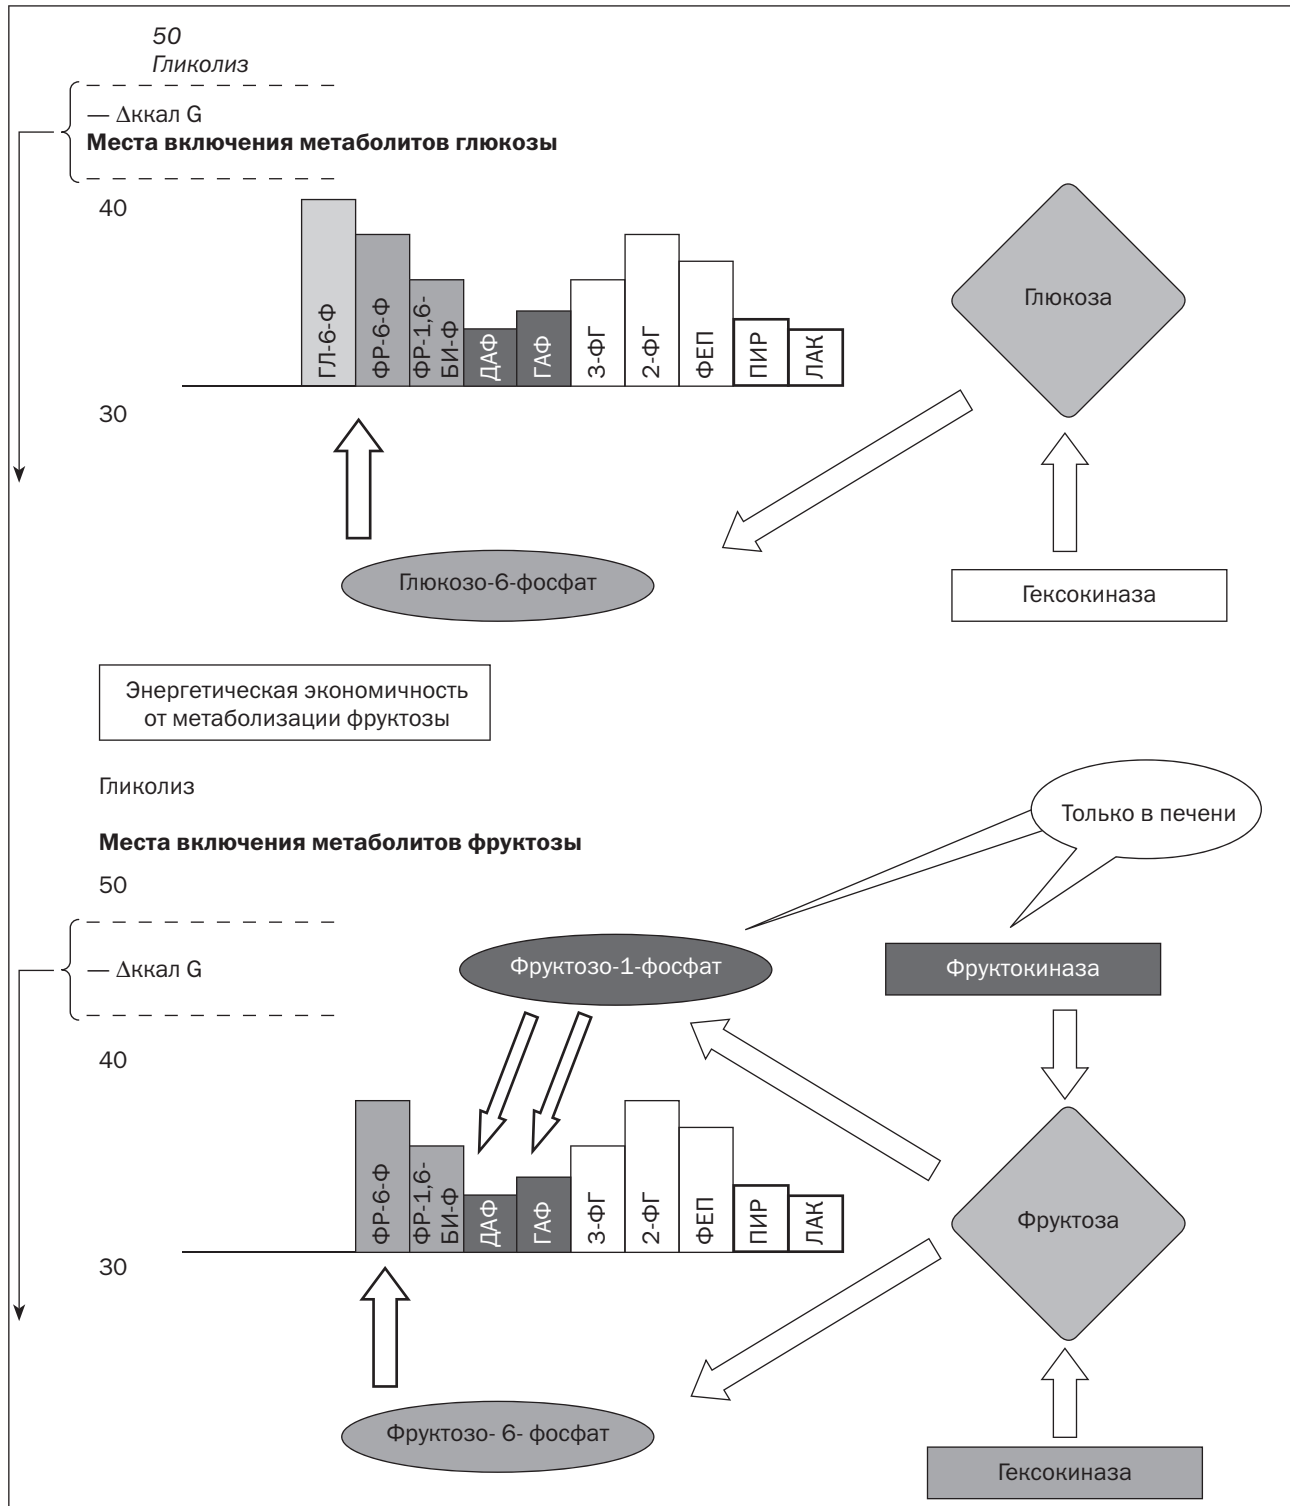 50
Гликолиз
— Δккал G
Места включения метаболитов глюкозы
40
ГЛ-6-Ф
ФР-6-Ф
ФР-1,6-
БИ-Ф
ДАФ
ГАФ
3-ФГ
2-ФГ
ФЕП
ПИР
ЛАК
Глюкоза
30
Глюкозо-6-фосфат
Гексокиназа
Энергетическая экономичность
от метаболизации фруктозы
Гликолиз
Только в печени
Места включения метаболитов фруктозы
50
— Δккал G
Фруктозо-1-фосфат
Фруктокиназа
40
ФР-6-Ф
ФР-1,6-
БИ-Ф
ДАФ
ГАФ
3-ФГ
2-ФГ
ФЕП
ПИР
ЛАК
Фруктоза
30
Фруктозо- 6- фосфат
Гексокиназа